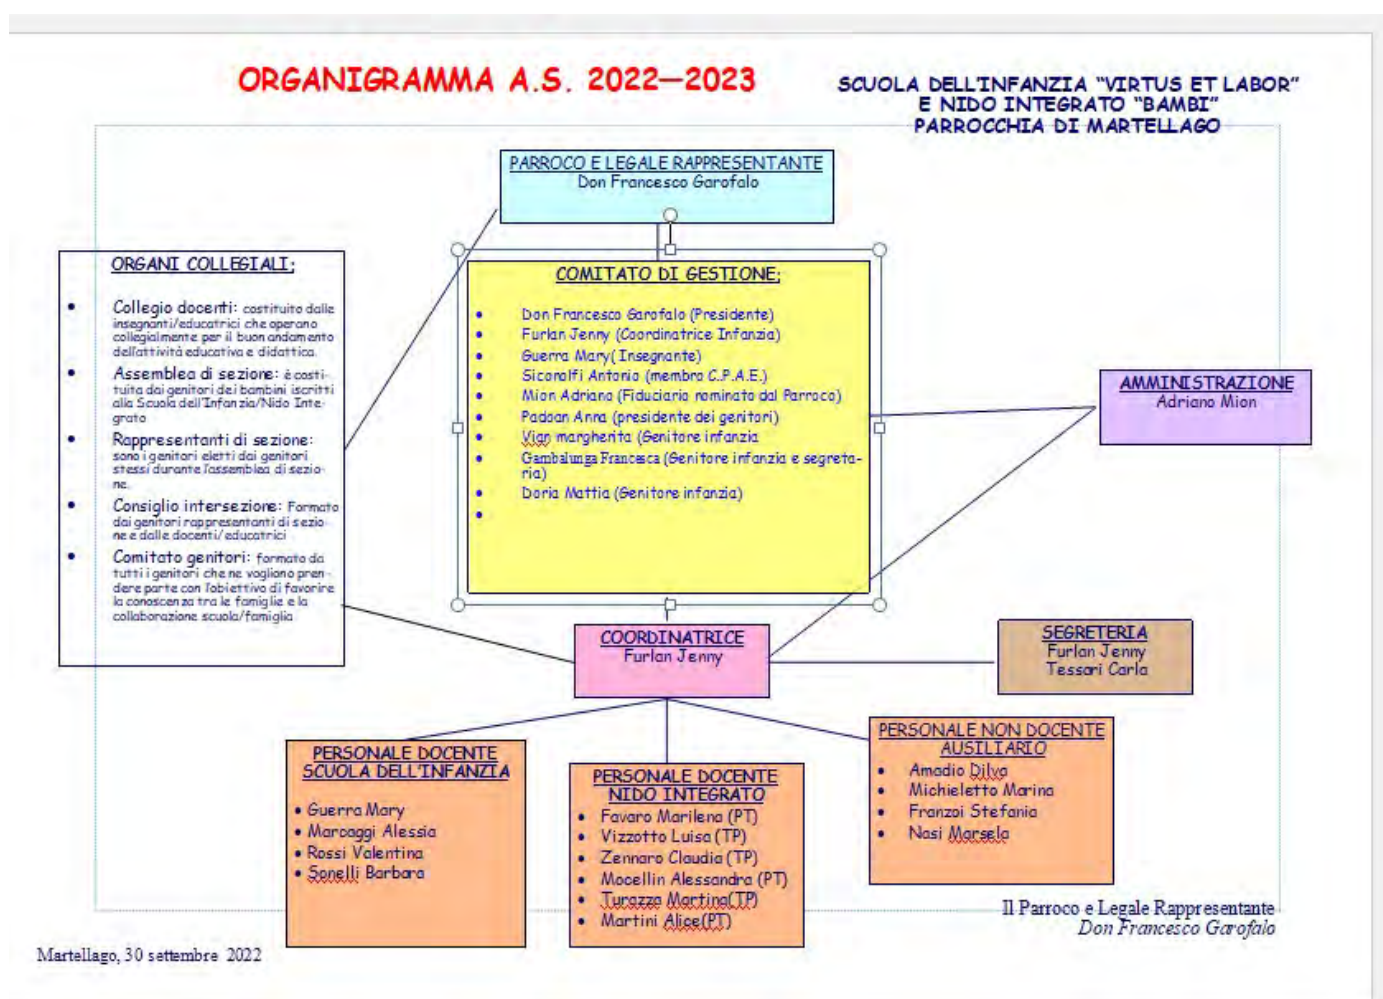 ORGANIGRAMMA A.S. 2022—2023
SCUOLA DELL'INFANZIA “VIRTUS ET LABOR”
E NIDO INTEGRATO “BAMBI”
PARROCCHIA DI MARTELLAGO
PARROCO E LEGALE RAPPRESENTANTE
Don Francesco Garofalo
ORGANI COLLEGIALI;
• Collegio docenti: costituito dalle
insegnanti/educatrici che operano
collegialmente per il buon andamento
dell'attività educativa e didattica.
• Assemblea di sezione: è costi-
tuita dai genitori dei bambini iscritti
alla Scuola dell'Infanzia/Nido Inte-
grato
• Rappresentanti di sezione:
sono i genitori eletti dai genitori
stessi durante l'assemblea di sezio-
ne.
• Consiglio intersezione: Formato
dai genitori rappresentanti di sezio-
ne e dalle docenti/educatrici
• Comitato genitori: formato da
tutti i genitori che ne vogliono pren-
dere parte con l'obiettivo di favorire
la conoscenza tra le famiglie e la
collaborazione scuola/famiglia
COMITATO DI GESTIONE;
• Don Francesco Garofalo (Presidente)
• Furlan Jenny (Coordinatrice Infanzia)
• Guerra Mary( Insegnante)
• Siconolfi Antonio (membro C.P.A.E.)
• Mion Adriano (Fiduciario nominato dal Parroco)
• Padoan Anna (presidente dei genitori)
• Vian margherita (Genitore infanzia
• Gambalunga Francesca (Genitore infanzia e segreta-
ria)
• Doria Mattia (Genitore infanzia)
•
AMMINISTRAZIONE
Adriano Mion
COORDINATRICE
Furlan Jenny
SEGRETERIA
Furlan Jenny
Tessari Carla
PERSONALE DOCENTE
SCUOLA DELL'INFANZIA
• Guerra Mary
• Marcaggi Alessia
• Rossi Valentina
• Sonelli Barbara
PERSONALE DOCENTE
NIDO INTEGRATO
• Favaro Marilena (PT)
• Vizzotto Luisa (TP)
• Zennaro Claudia (TP)
• Mocellin Alessandra (PT)
• Turazza Martina(TP)
• Martini Alice(PT)
PERSONALE NON DOCENTE
AUSILIARIO
• Amadio Dilva
• Michieletto Marina
• Franzoi Stefania
• Nasi Marsela
Il Parroco e Legale Rappresentante
Don Francesco Garofalo
Martellago, 30 settembre 2022